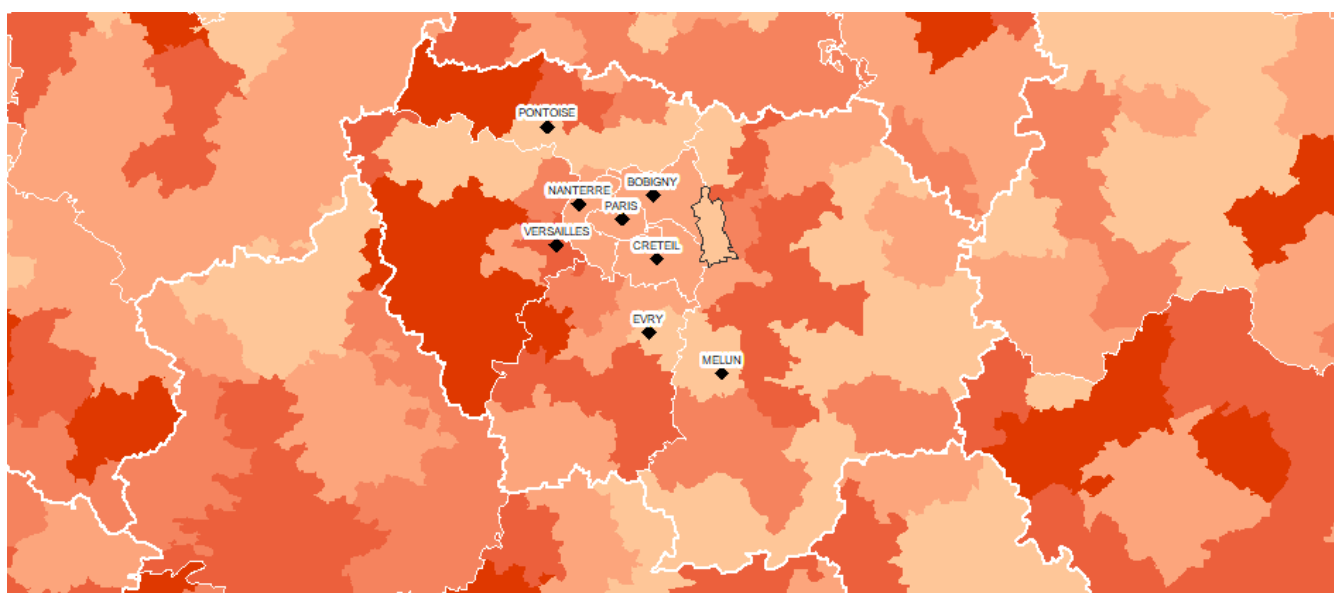 PONTOISE
BOBIGNY
NANTERRE
PARIS
VERSAILLES
CRETEIL
EVRY
MELUN